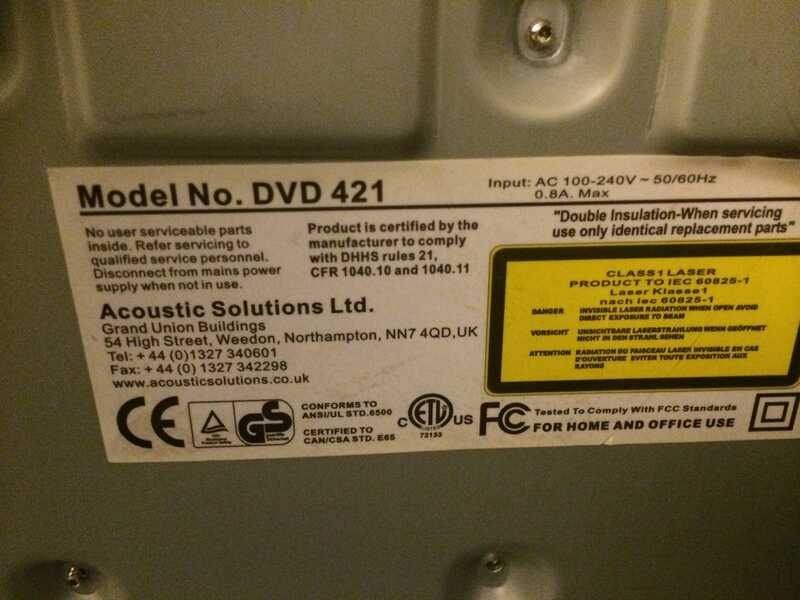 Model No. DVD 421
Input: AC 100-240V ~ 50/60Hz
0.8A. Max
No user serviceable parts
inside. Refer servicing to
qualified service personnel.
Disconnect from mains power
supply when not in use.
Product is certified by the
manufacturer to comply
with DHHS rules 21,
CFR 1040.10 and 1040.11
"Double Insulation-When servicing
use only identical replacement parts"
Acoustic Solutions Ltd.
Grand Union Buildings
54 High Street, Weedon, Northampton, NN7 4QD,UK
Tel: + 44 (0)1327 340601
Fax: + 44 (0) 1327 342298
www.acousticsolutions.co.uk
CLASS1 LASER
PRODUCT TO IEC 60825-1
Laser Klasse1
nach iec 60825-1
DANGER INVISIBLE LASER RADIATION WHEN OPEN AVOID
DIRECT EXPOSURE TO BEAM
VORSICHT UNSICHTBARE LASERSTRAHLUNG WENN GEÖFFNET
NICHT IN DEN STRAHL SEHEN
ATTENTION RADIATION DU FAISCEAU LASER INVISIBLE EN CAS
D'OUVERTURE EVITER TOUTE EXPOSITION AUX
RAYONS
CE
GS
CONFORMS TO
ANSI/UL STD.6500
CERTIFIED TO
CAN/CSA STD. E65
C ETL US
72133
FC Tested To Comply With FCC Standards
FOR HOME AND OFFICE USE